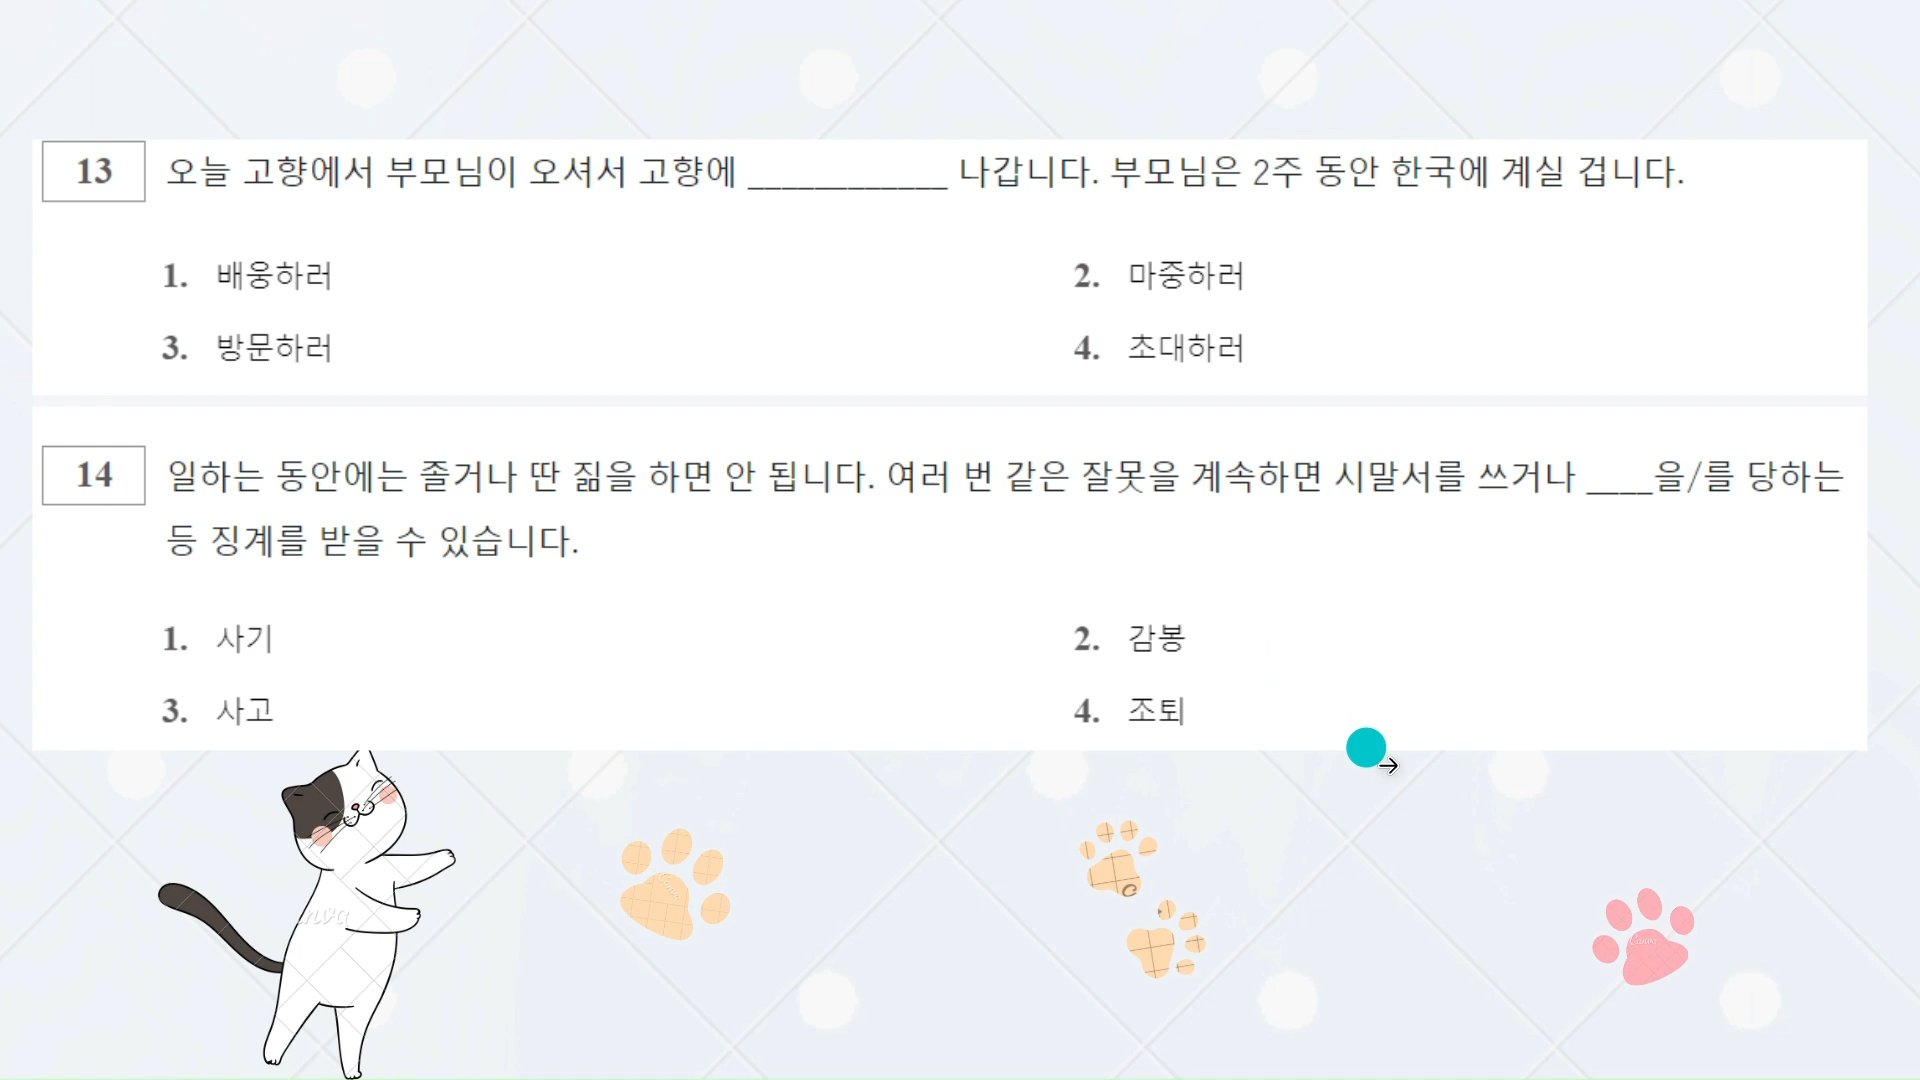 13 오늘 고향에서 부모님이 오셔서 고향에 ____________ 나갑니다. 부모님은 2주 동안 한국에 계실 겁니다.
1. 배웅하러 2. 마중하러
3. 방문하러 4. 초대하러
14 일하는 동안에는 졸거나 딴 짊을 하면 안 됩니다. 여러 번 같은 잘못을 계속하면 시말서를 쓰거나 ____을/를 당하는
등 징계를 받을 수 있습니다.
1. 사기 2. 감봉
3. 사고 4. 조퇴